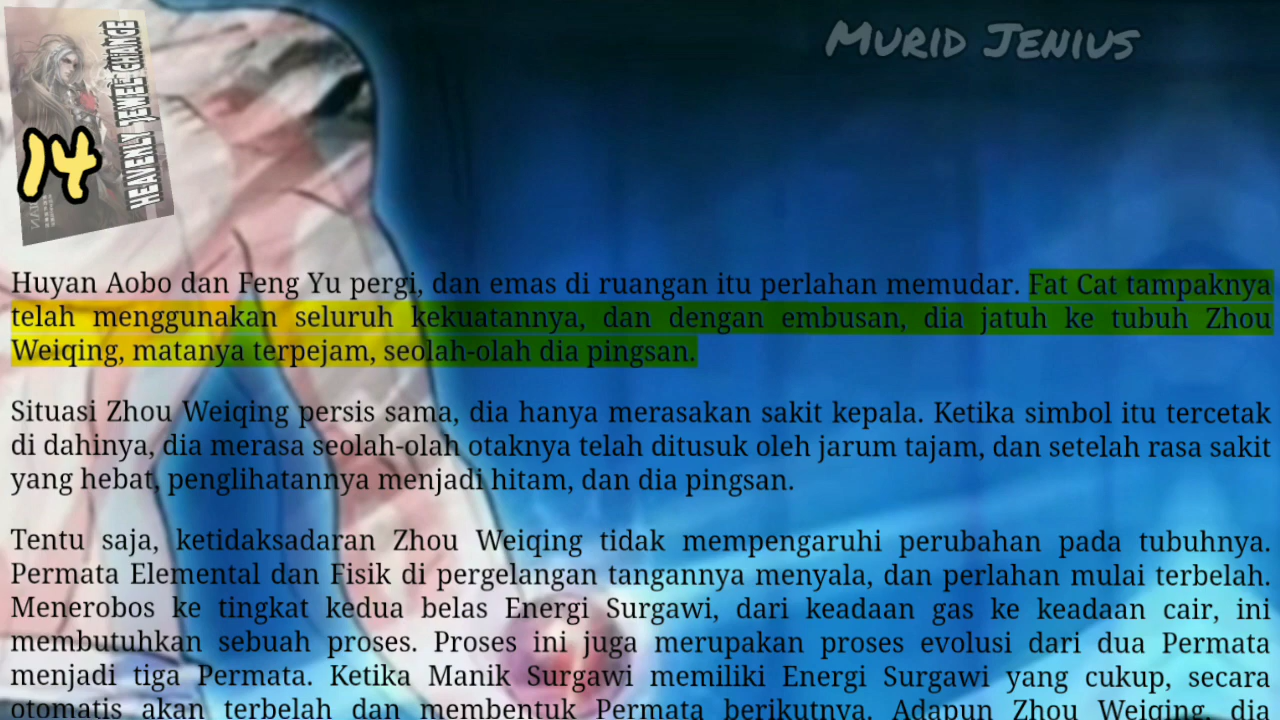 Murid Jenius
HEAVENLY JEWEL CHANGE
14
Huyan Aobo dan Feng Yu pergi, dan emas di ruangan itu perlahan memudar. Fat Cat tampaknya
telah menggunakan seluruh kekuatannya, dan dengan embusan, dia jatuh ke tubuh Zhou
Weiqing, matanya terpejam, seolah-olah dia pingsan.
Situasi Zhou Weiqing persis sama, dia hanya merasakan sakit kepala. Ketika simbol itu tercetak
di dahinya, dia merasa seolah-olah otaknya telah ditusuk oleh jarum tajam, dan setelah rasa sakit
yang hebat, penglihatannya menjadi hitam, dan dia pingsan.
Tentu saja, ketidaksadaran Zhou Weiqing tidak mempengaruhi perubahan pada tubuhnya.
Permata Elemental dan Fisik di pergelangan tangannya menyala, dan perlahan mulai terbelah.
Menerobos ke tingkat kedua belas Energi Surgawi, dari keadaan gas ke keadaan cair, ini
membutuhkan sebuah proses. Proses ini juga merupakan proses evolusi dari dua Permata
menjadi tiga Permata. Ketika Manik Surgawi memiliki Energi Surgawi yang cukup, secara
otomatis akan terbelah dan membentuk Permata berikutnya. Adapun Zhou Weiqing, dia